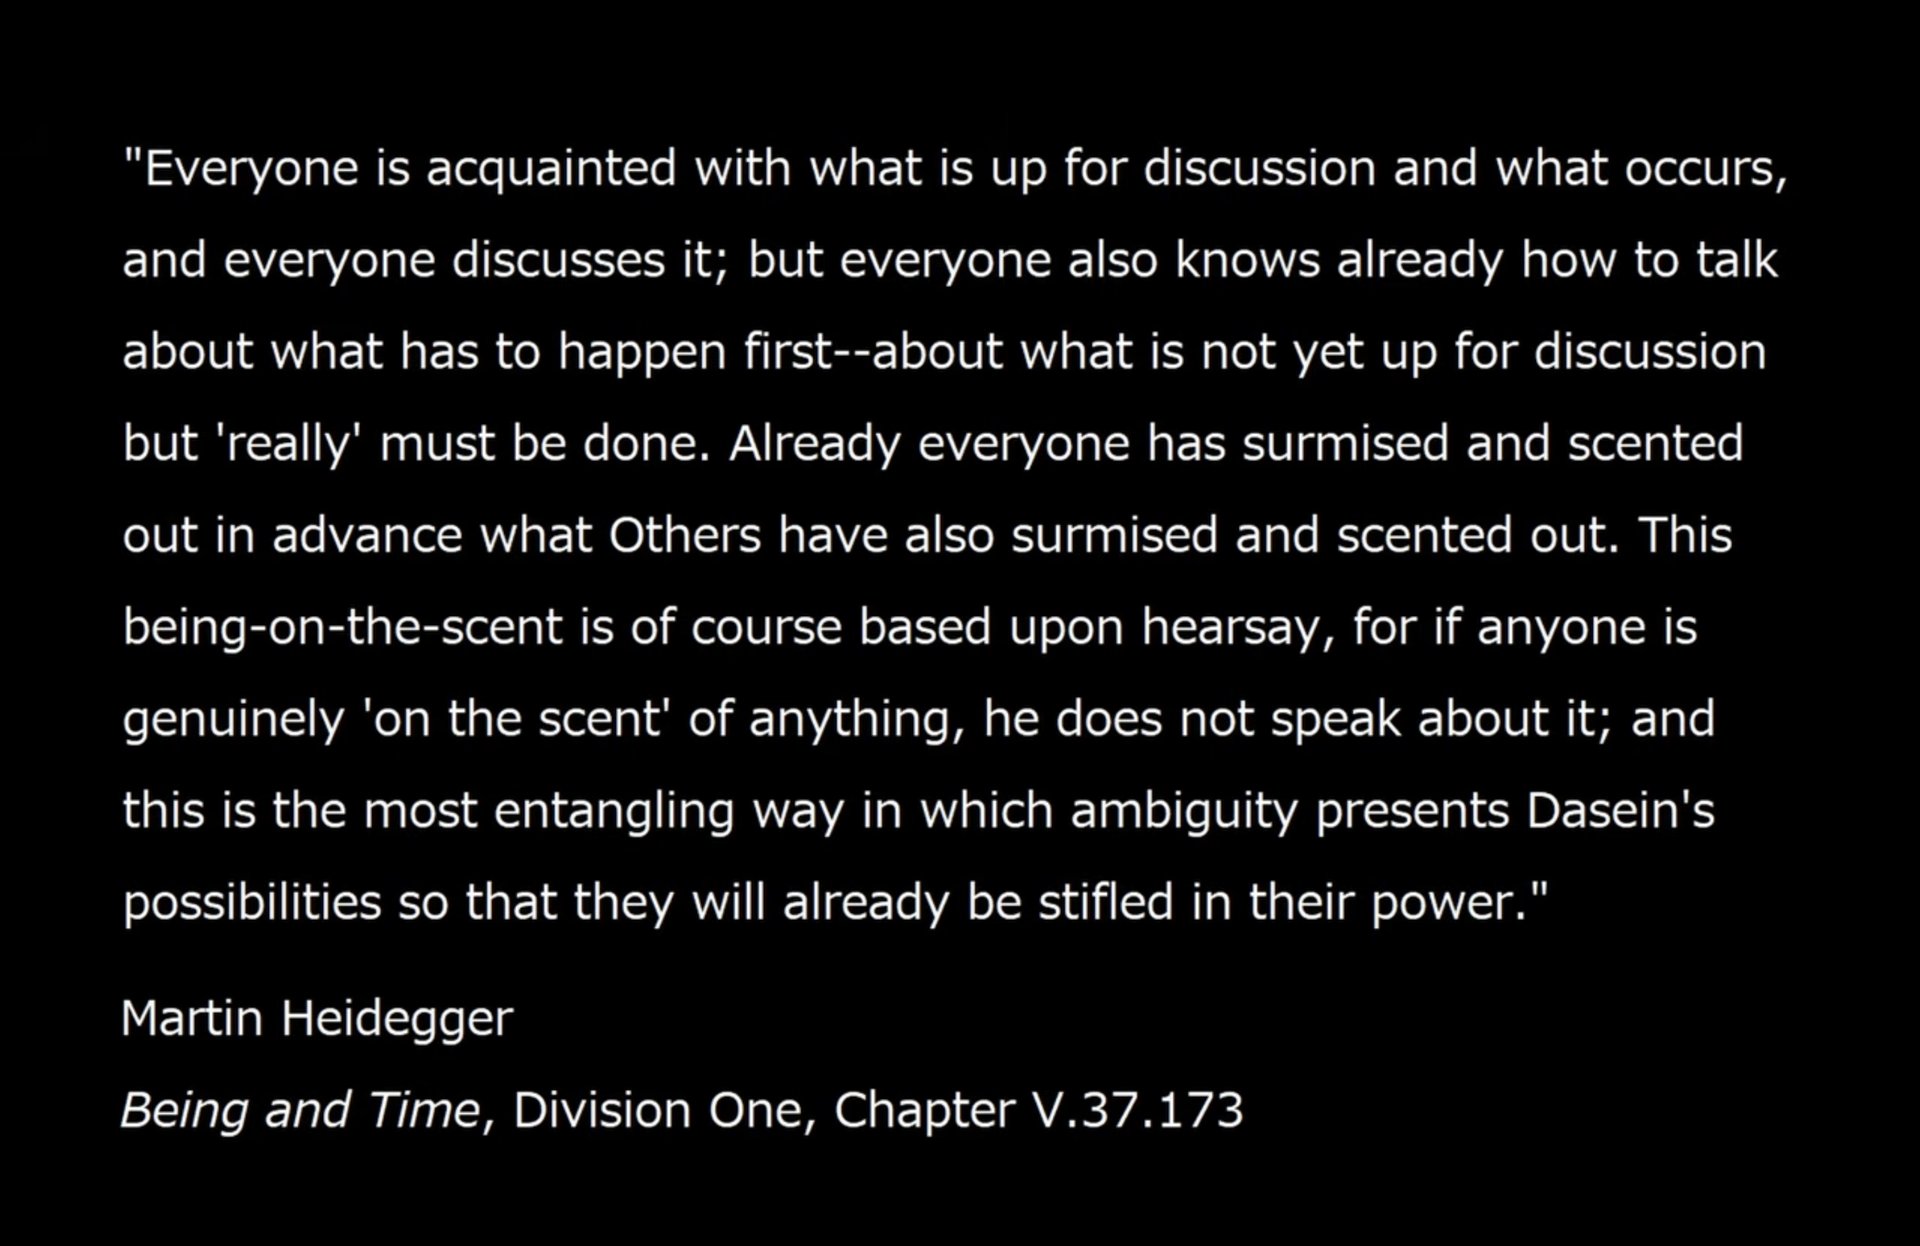 "Everyone is acquainted with what is up for discussion and what occurs,
and everyone discusses it; but everyone also knows already how to talk
about what has to happen first--about what is not yet up for discussion
but 'really' must be done. Already everyone has surmised and scented
out in advance what Others have also surmised and scented out. This
being-on-the-scent is of course based upon hearsay, for if anyone is
genuinely 'on the scent' of anything, he does not speak about it; and
this is the most entangling way in which ambiguity presents Dasein's
possibilities so that they will already be stifled in their power."
Martin Heidegger
Being and Time, Division One, Chapter V.37.173